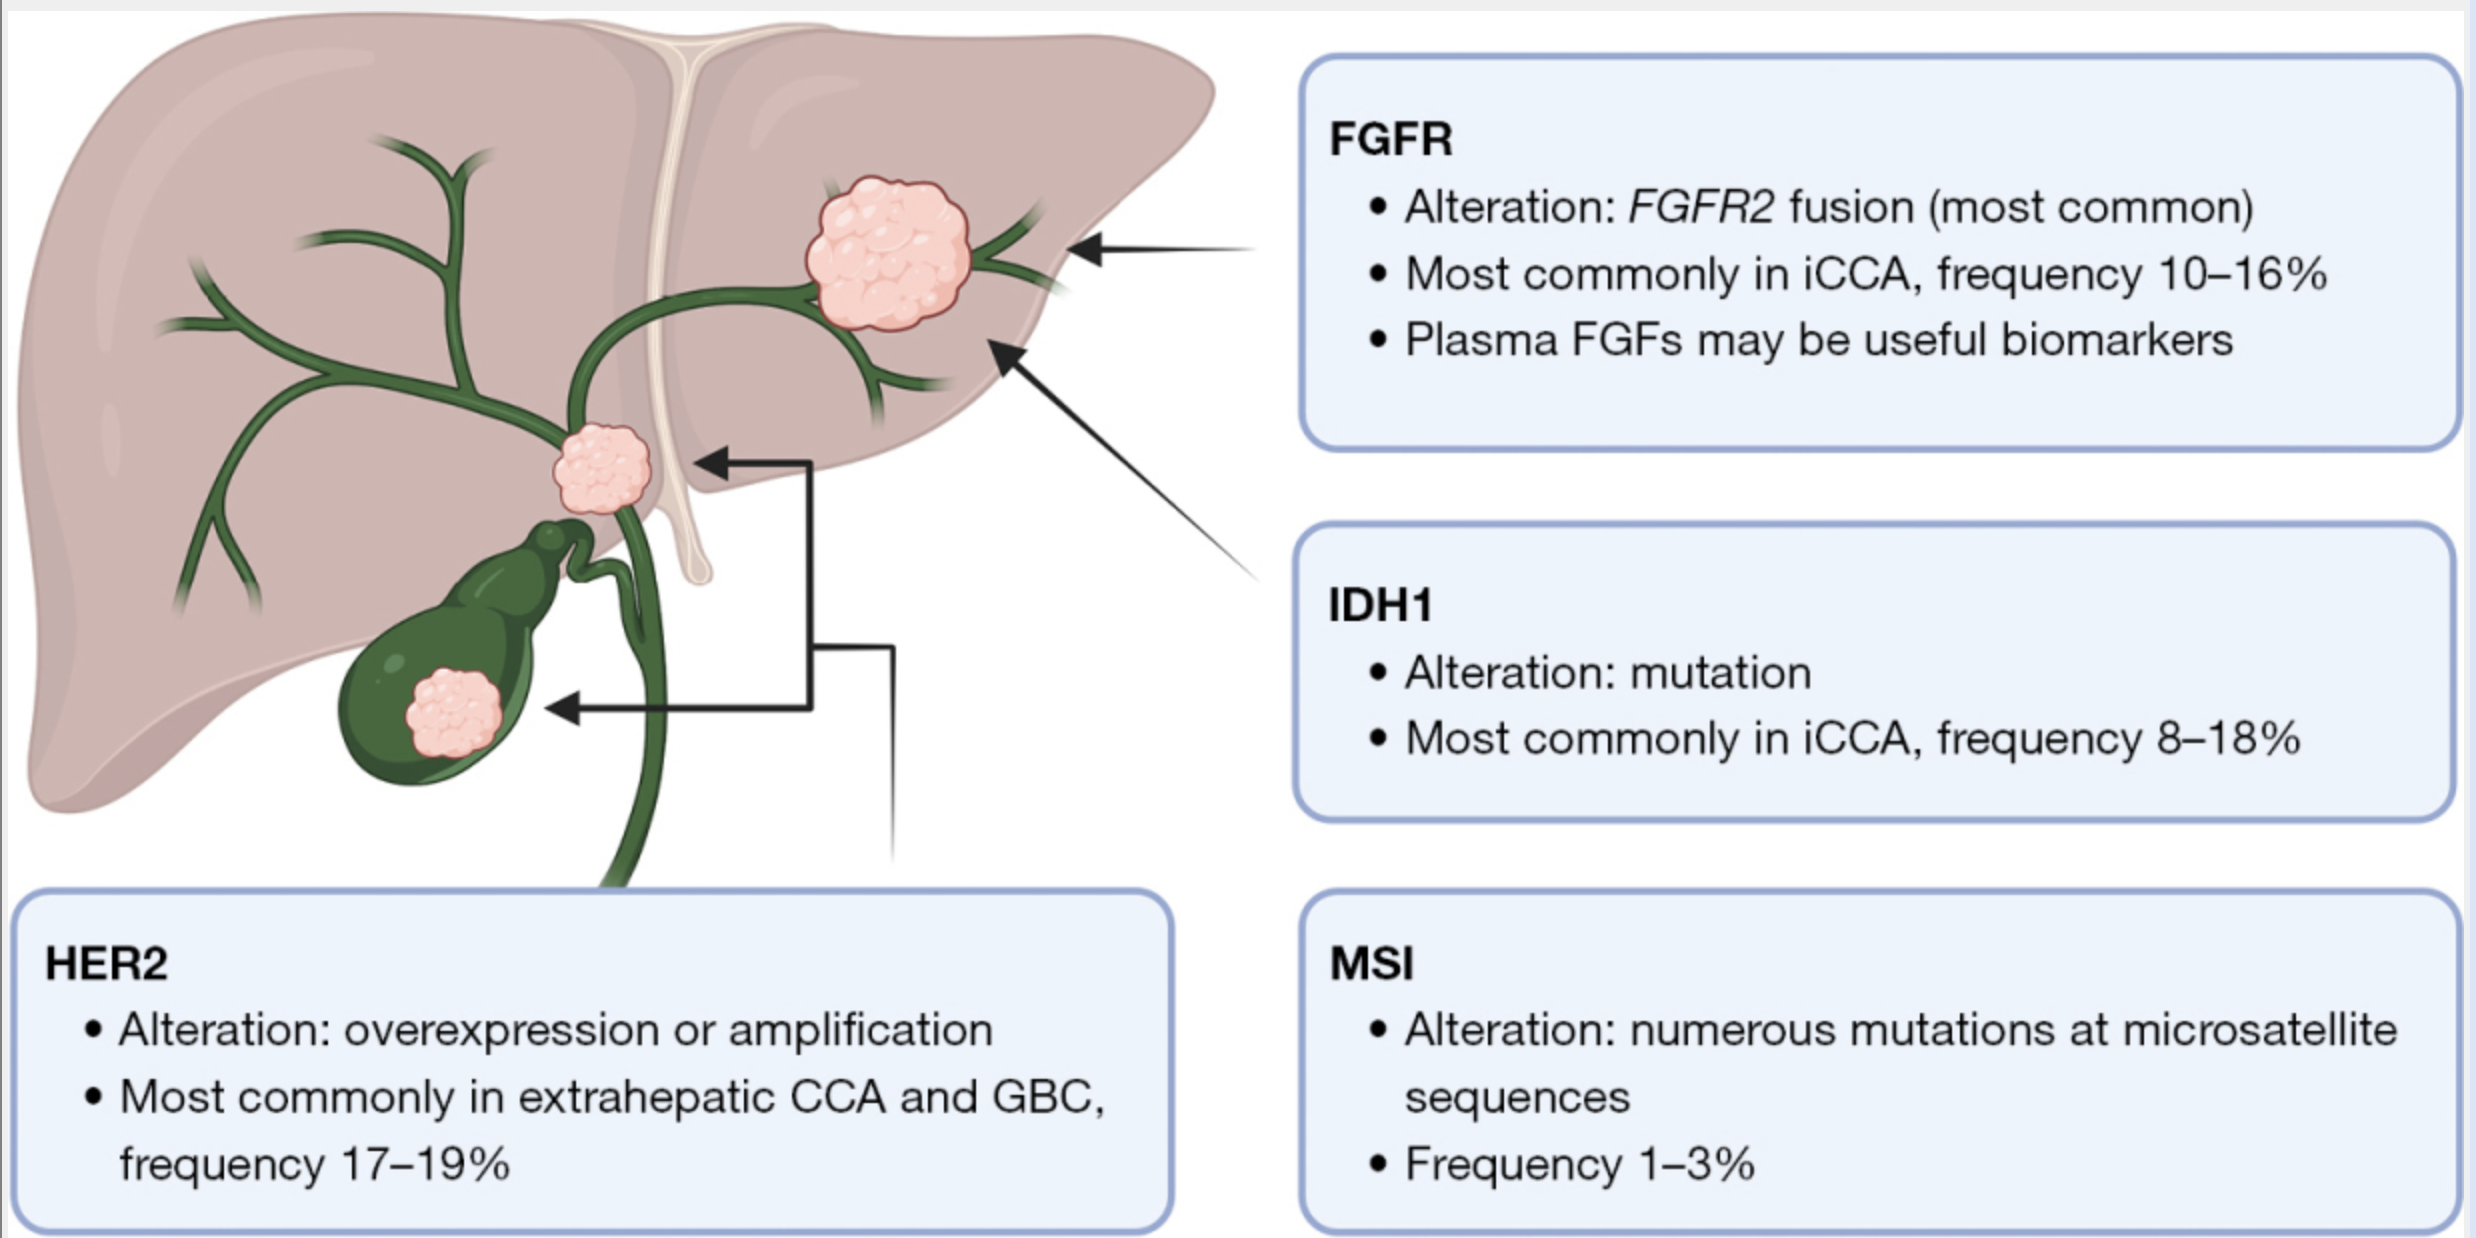 FGFR
• Alteration: FGFR2 fusion (most common)
• Most commonly in iCCA, frequency 10–16%
• Plasma FGFs may be useful biomarkers
IDH1
• Alteration: mutation
• Most commonly in iCCA, frequency 8–18%
HER2
• Alteration: overexpression or amplification
• Most commonly in extrahepatic CCA and GBC,
frequency 17–19%
MSI
• Alteration: numerous mutations at microsatellite
sequences
• Frequency 1–3%